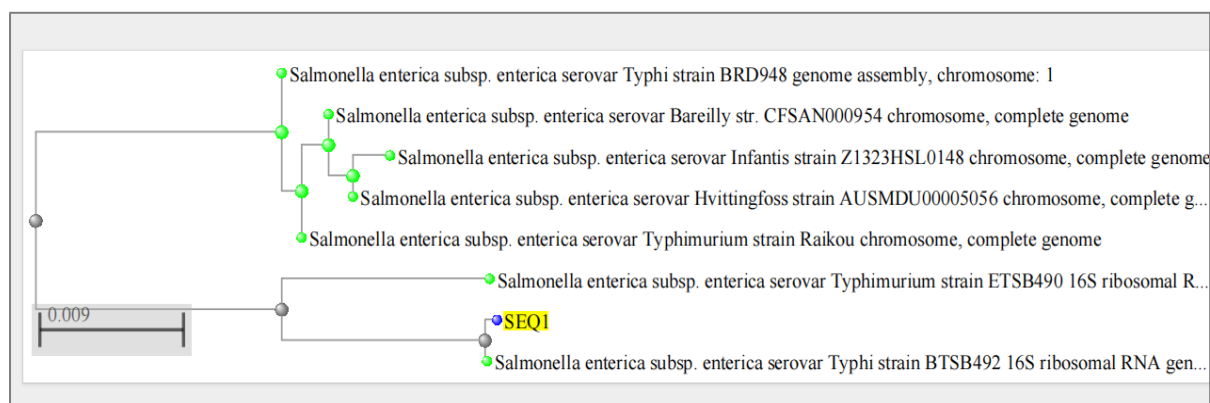 Salmonella enterica subsp. enterica serovar Typhi strain BRD948 genome assembly, chromosome: 1
Salmonella enterica subsp. enterica serovar Bareilly str. CFSAN000954 chromosome, complete genome
Salmonella enterica subsp. enterica serovar Infantis strain Z1323HSL0148 chromosome, complete genome
Salmonella enterica subsp. enterica serovar Hvittingfoss strain AUSMDU00005056 chromosome, complete g...
Salmonella enterica subsp. enterica serovar Typhimurium strain Raikou chromosome, complete genome
Salmonella enterica subsp. enterica serovar Typhimurium strain ETSB490 16S ribosomal R...
0.009
SEQ1
Salmonella enterica subsp. enterica serovar Typhi strain BTSB492 16S ribosomal RNA gen...